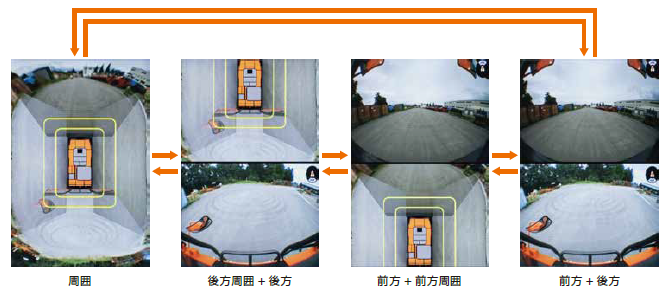 周囲
後方周囲 + 後方
前方 + 前方周囲
前方 + 後方